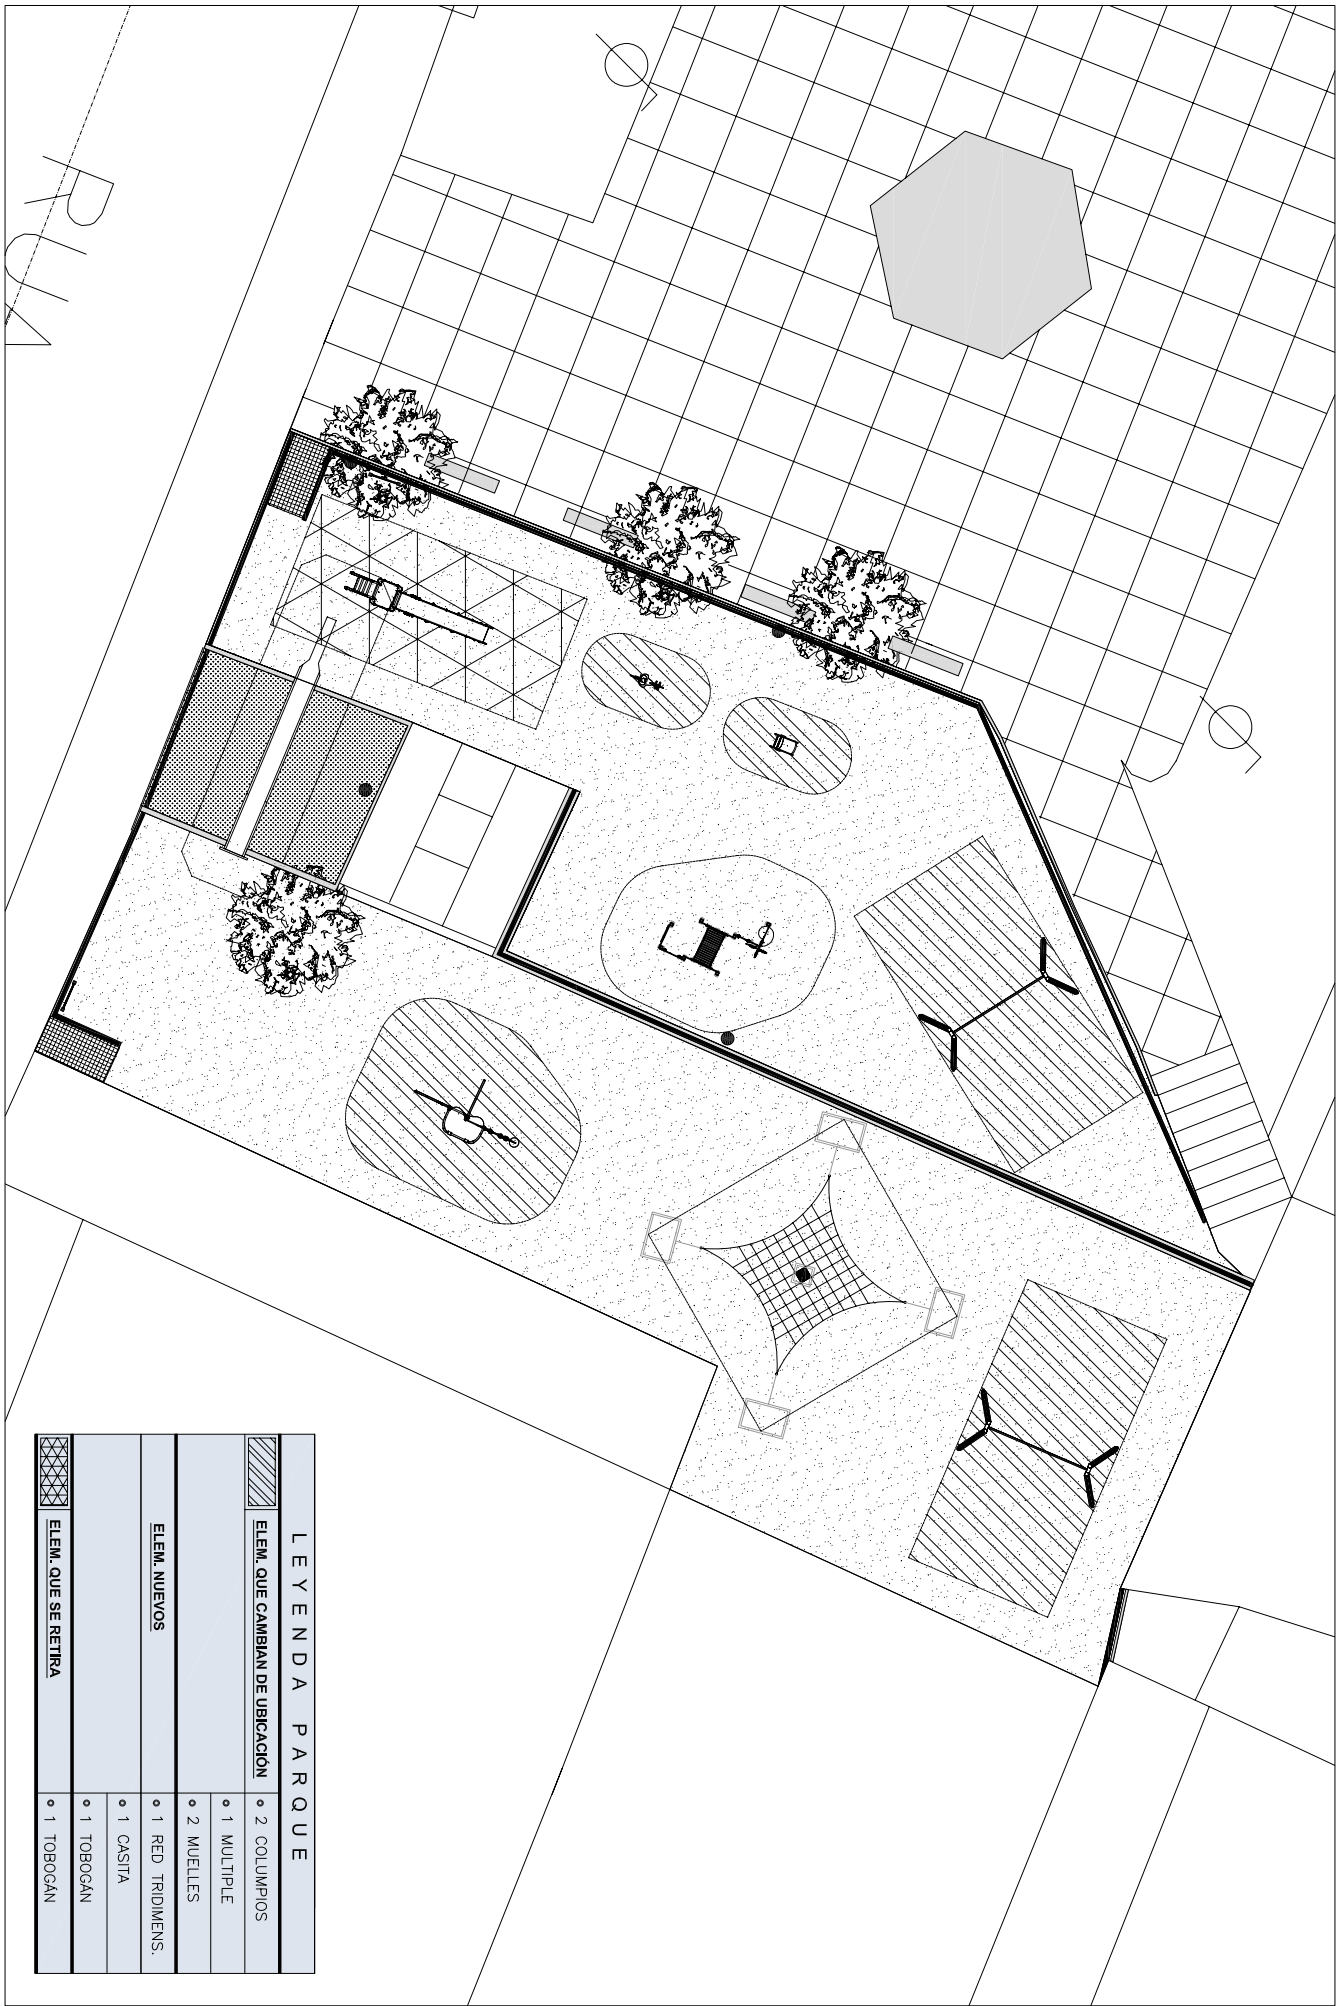 RUA
LEYENDA PARQUE
ELEM. QUE CAMBIAN DE UBICACIÓN
2 COLUMPIOS
1 MULTIPLE
2 MUELLES
ELEM. NUEVOS
1 RED TRIDIMENS.
1 CASITA
1 TOBOGÁN
ELEM. QUE SE RETIRA
1 TOBOGÁN